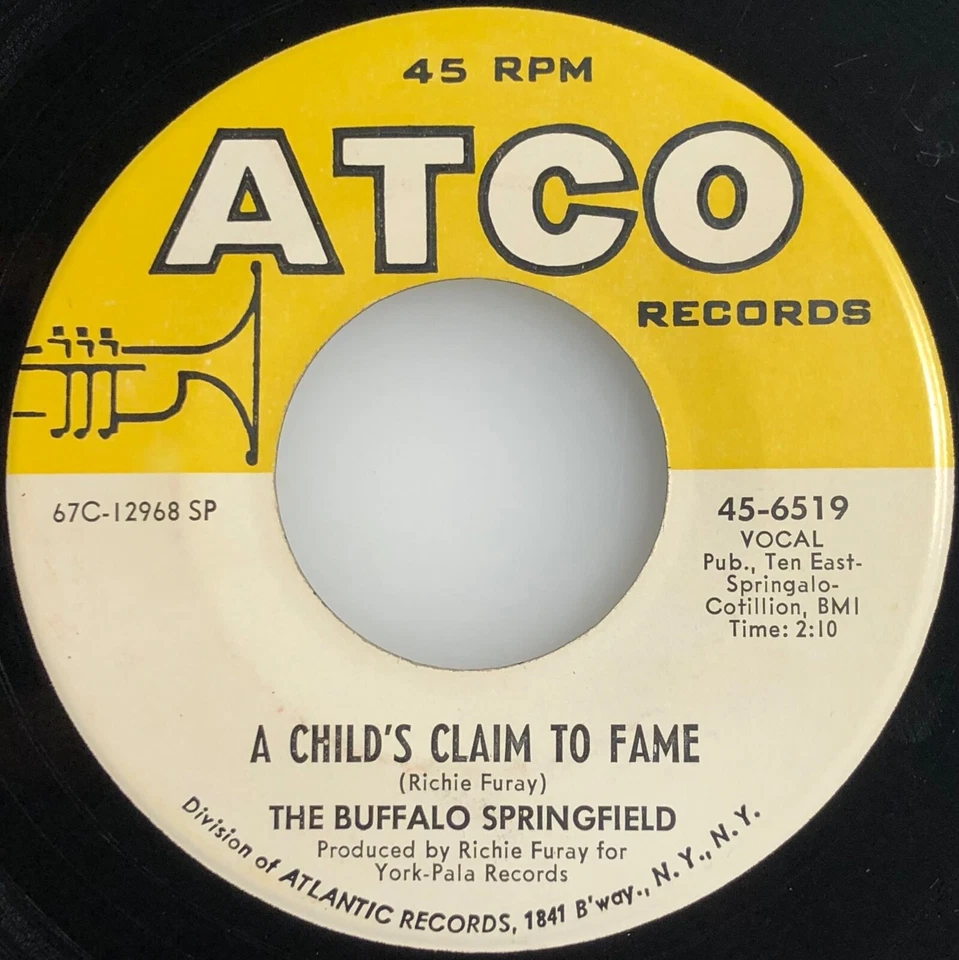 45 RPM
ATCO
RECORDS
67C-12968 SP
45-6519
VOCAL
Pub., Ten East-
Springalo-
Cotillion, BMI
Time: 2:10
A CHILD'S CLAIM TO FAME
(Richie Furay)
THE BUFFALO SPRINGFIELD
Produced by Richie Furay for
York-Pala Records
Division of ATLANTIC RECORDS, 1841 B'way., N.Y., N.Y.